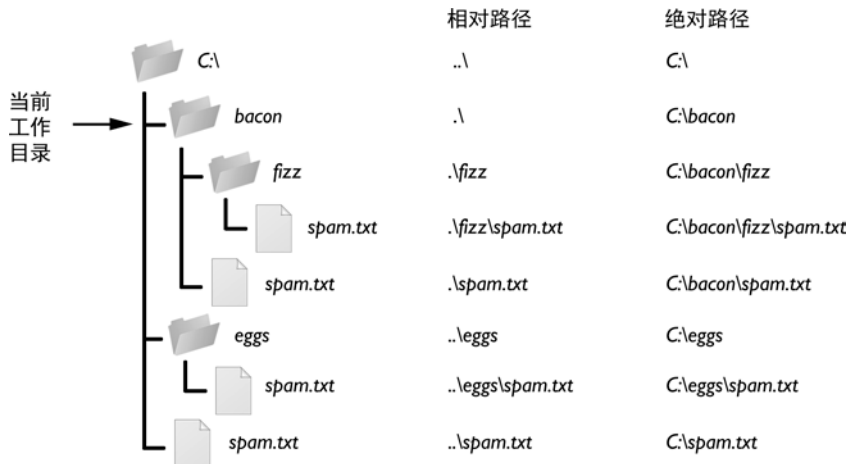 相对路径 绝对路径
C:\ ..\ C:\
当前
工作
目录
bacon .\ C:\bacon
fizz .\fizz C:\bacon\fizz
spam.txt .\fizz\spam.txt C:\bacon\fizz\spam.txt
spam.txt .\spam.txt C:\bacon\spam.txt
eggs ..\eggs C:\eggs
spam.txt ..\eggs\spam.txt C:\eggs\spam.txt
spam.txt ..\spam.txt C:\spam.txt